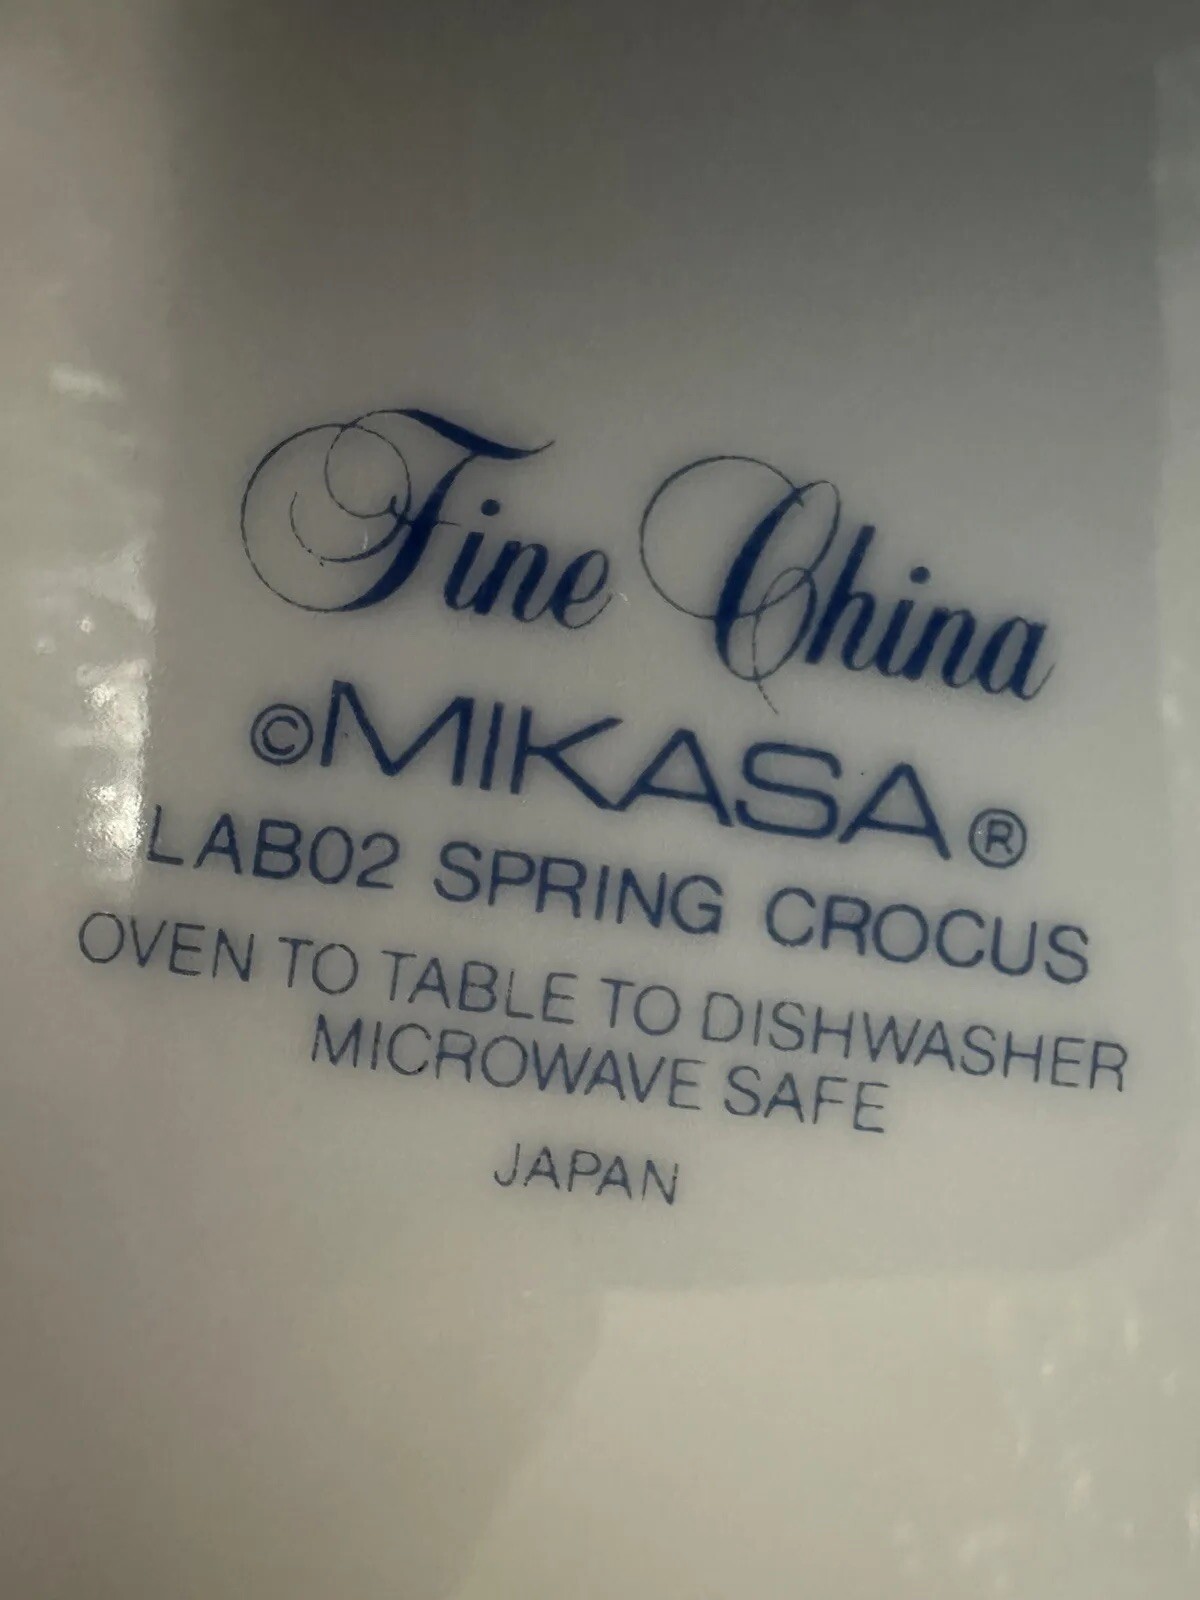 Fine China
©MIKASA®
LAB02 SPRING CROCUS
OVEN TO TABLE TO DISHWASHER
MICROWAVE SAFE
JAPAN